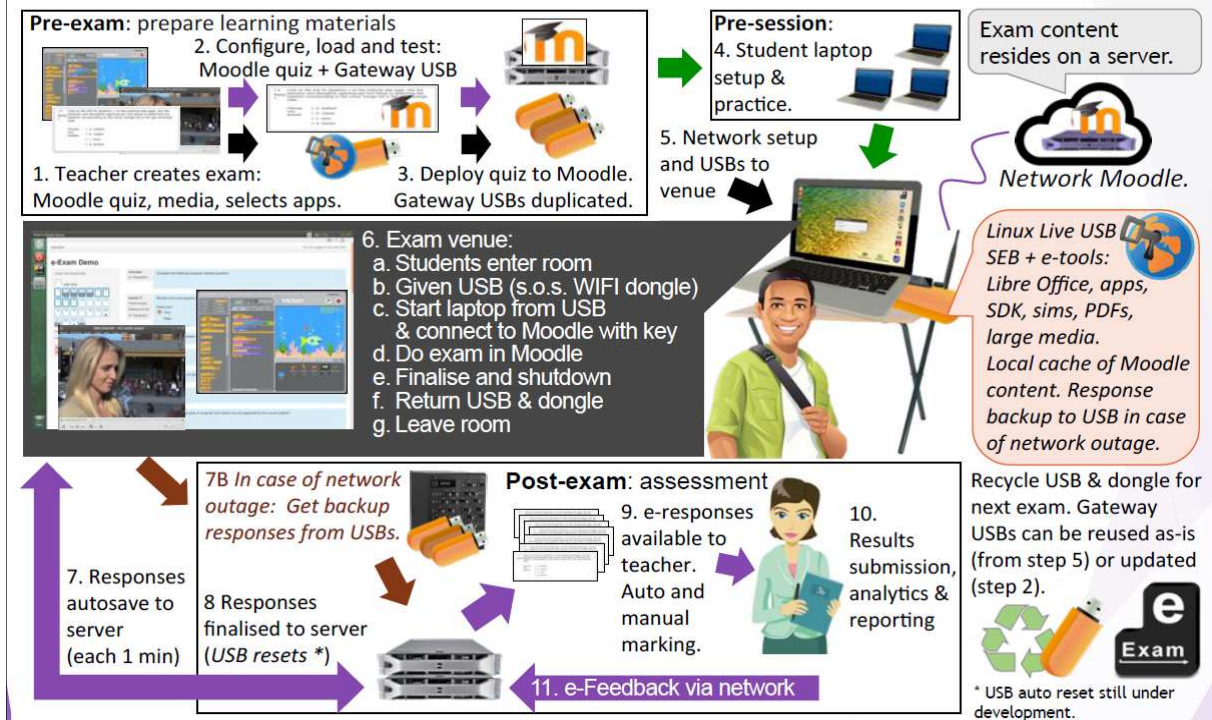 Pre-exam: prepare learning materials
2. Configure, load and test:
Moodle quiz + Gateway USB
1. Teacher creates exam:
Moodle quiz, media, selects apps.
3. Deploy quiz to Moodle.
Gateway USBs duplicated.
Pre-session:
4. Student laptop
setup &
practice.
Exam content
resides on a server.
Network Moodle.
5. Network setup
and USBs to
venue
Linux Live USB
SEB + e-tools:
Libre Office, apps,
SDK, sims, PDFs,
large media.
Local cache of Moodle
content. Response
backup to USB in case
of network outage.
e-Exam Demo
6. Exam venue:
a. Students enter room
b. Given USB (s.o.s. WIFI dongle)
c. Start laptop from USB
& connect to Moodle with key
d. Do exam in Moodle
e. Finalise and shutdown
f. Return USB & dongle
g. Leave room
7. Responses
autosave to
server
(each 1 min)
7B In case of network
outage: Get backup
responses from USBs.
8 Responses
finalised to server
(USB resets *)
Post-exam: assessment
9. e-responses
available to
teacher.
Auto and
manual
marking.
10.
Results
submission,
analytics &
reporting
11. e-Feedback via network
Recycle USB & dongle for
next exam. Gateway
USBs can be reused as-is
(from step 5) or updated
(step 2).
e
Exam
* USB auto reset still under
development.